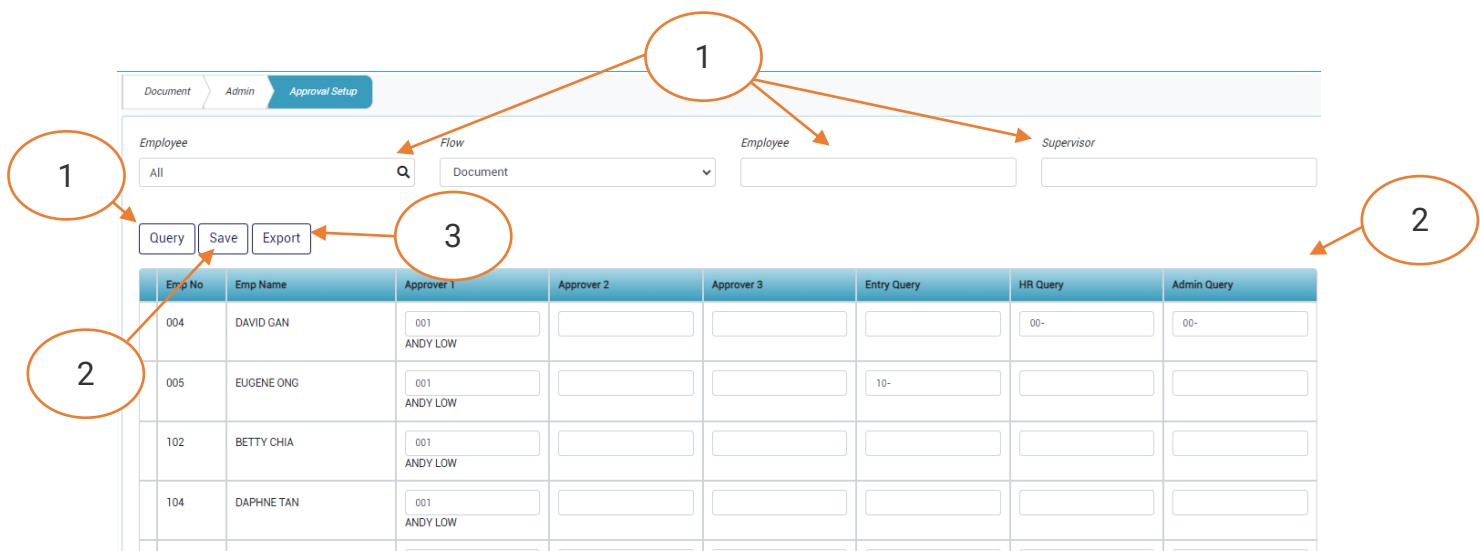 1
Document Admin Approval Setup
Employee Flow Employee Supervisor
1
All Document
2
Query Save Export
3
Emp No Emp Name Approver 1 Approver 2 Approver 3 Entry Query HR Query Admin Query
004 DAVID GAN 001 00- 00-
ANDY LOW
2
005 EUGENE ONG 001 10-
ANDY LOW
102 BETTY CHIA 001
ANDY LOW
104 DAPHNE TAN 001
ANDY LOW